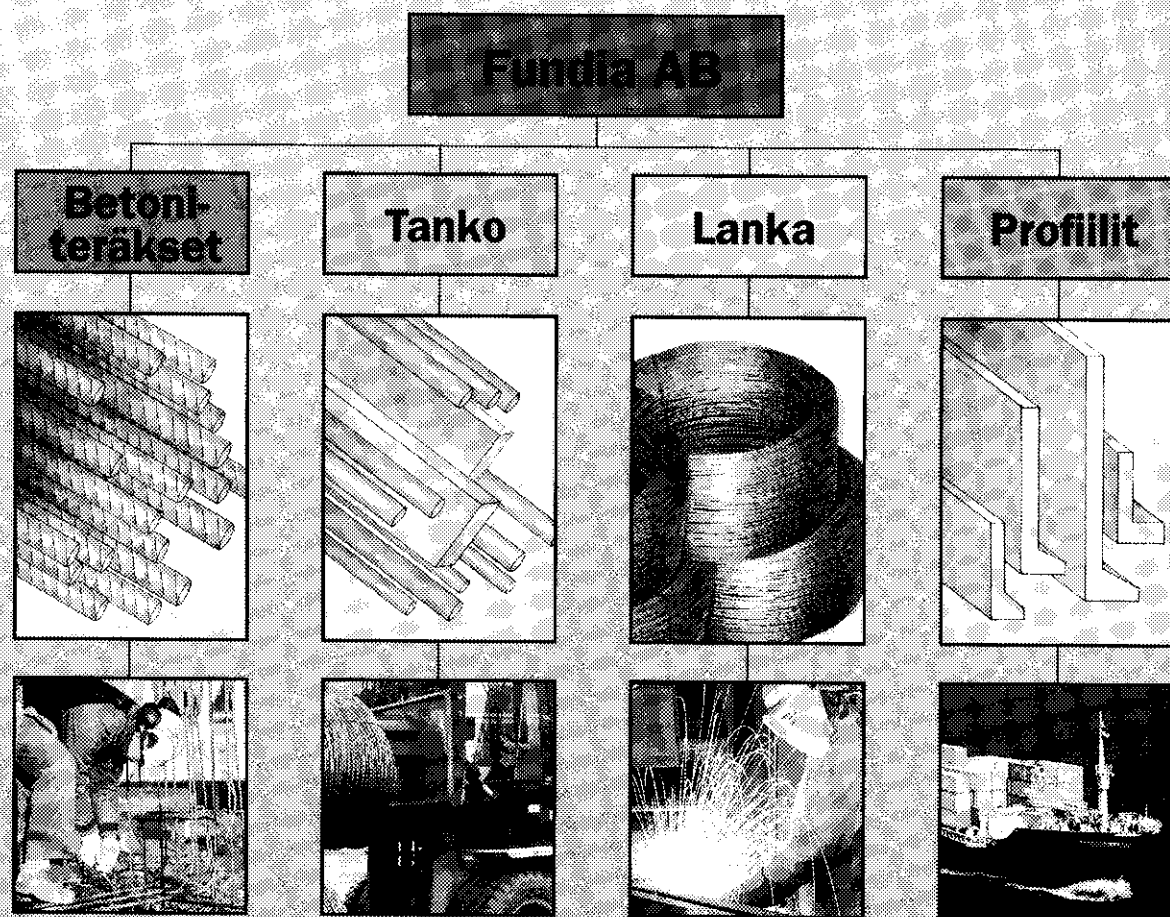 Fundia AB
Betoni-
teräkset
Tanko
Lanka
Profiilit